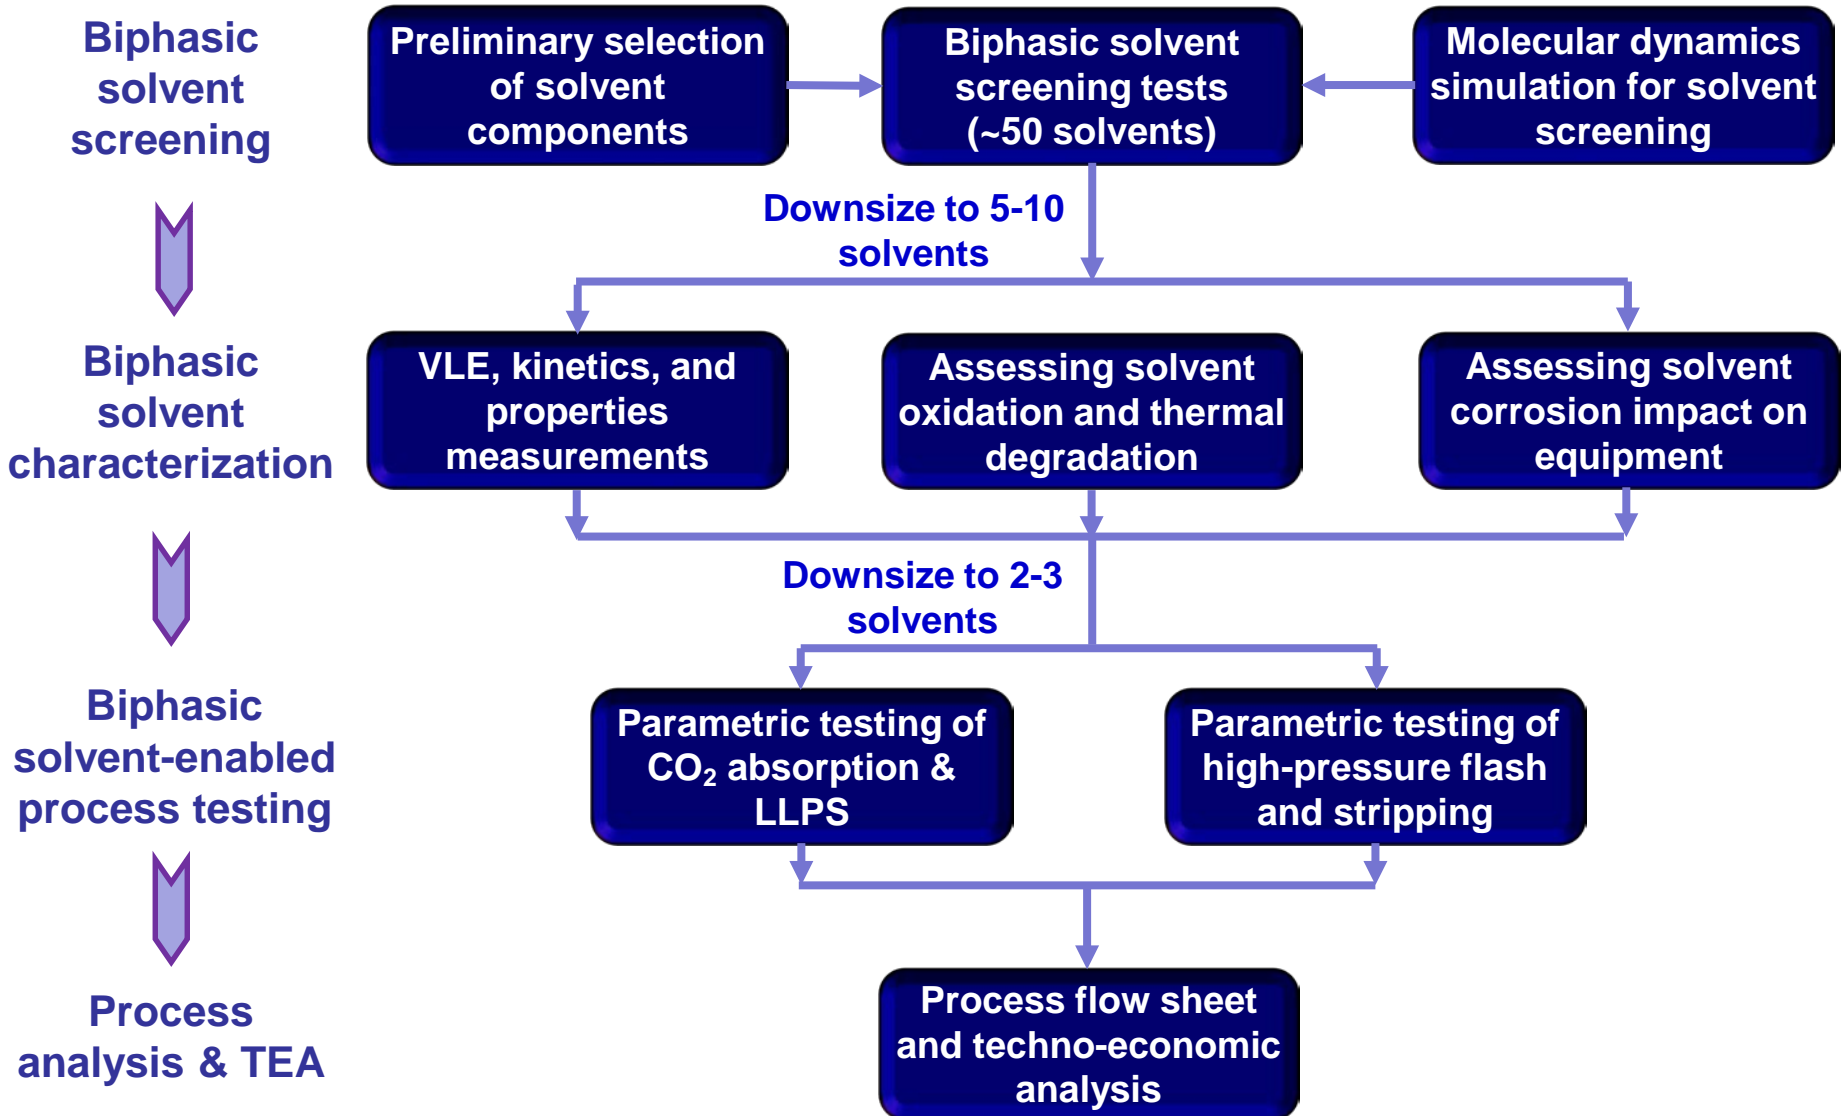 Biphasic
solvent
screening
Preliminary selection
of solvent
components
Biphasic solvent
screening tests
(~50 solvents)
Molecular dynamics
simulation for solvent
screening
Downsize to 5-10
solvents
Biphasic
solvent
characterization
VLE, kinetics, and
properties
measurements
Assessing solvent
oxidation and thermal
degradation
Assessing solvent
corrosion impact on
equipment
Downsize to 2-3
solvents
Biphasic
solvent-enabled
process testing
Parametric testing of
CO₂ absorption &
LLPS
Parametric testing of
high-pressure flash
and stripping
Process
analysis & TEA
Process flow sheet
and techno-economic
analysis